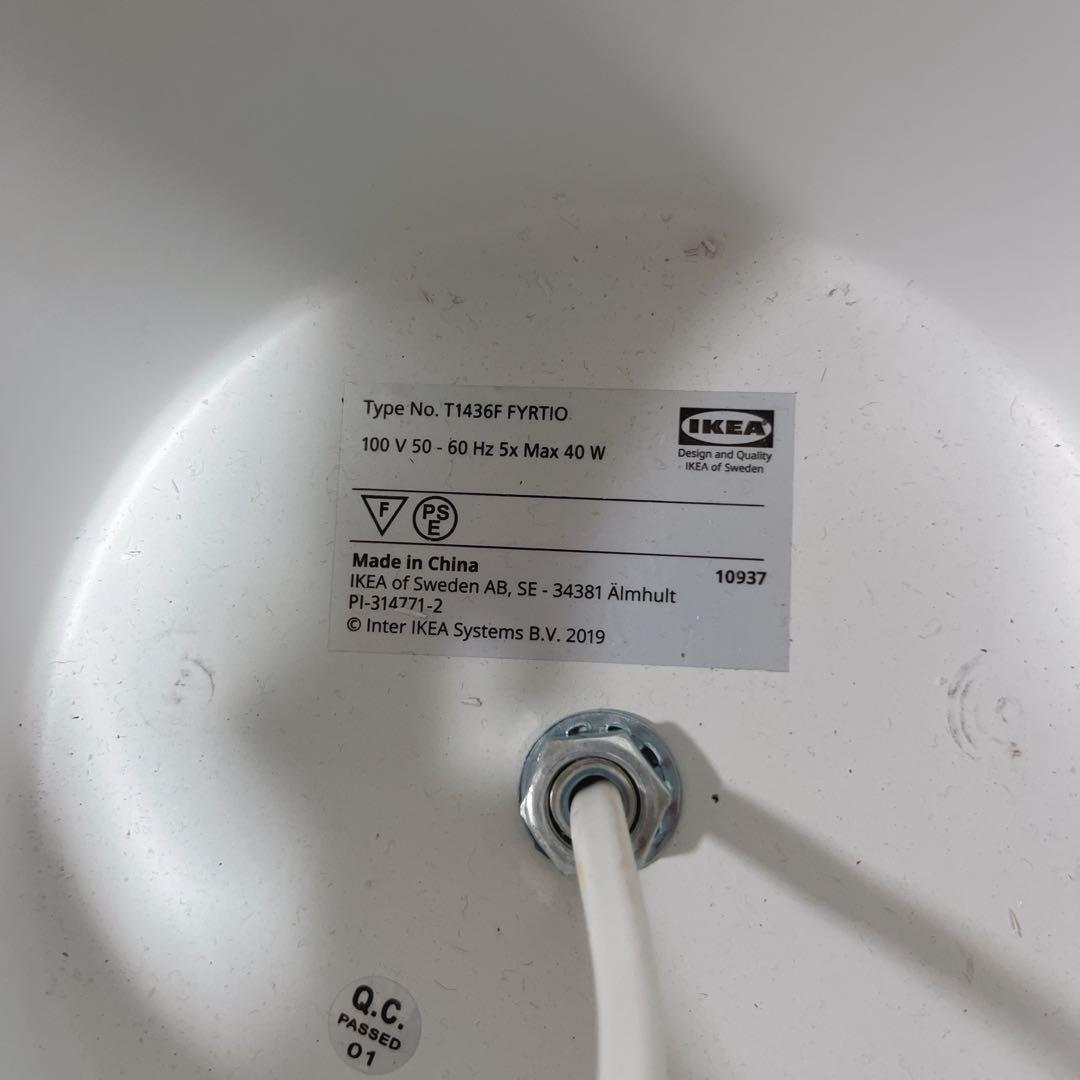 Type No. T1436F FYRTIO
100 V 50 - 60 Hz 5x Max 40 W
IKEA
Design and Quality
IKEA of Sweden
F
PS
E
Made in China
10937
IKEA of Sweden AB, SE - 34381 Älmhult
PI-314771-2
© Inter IKEA Systems B.V. 2019
Q.C.
PASSED
01